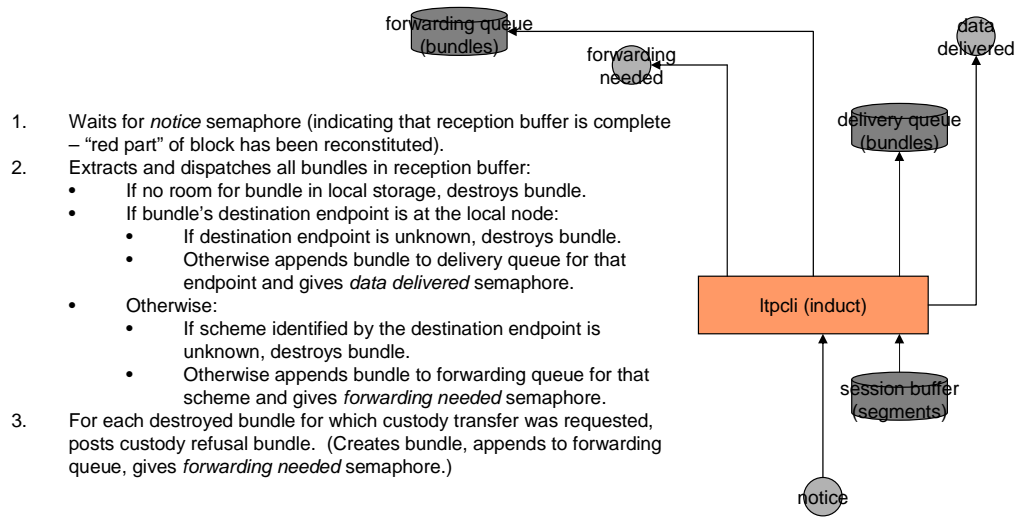 forwarding queue
(bundles)
data
delivered
forwarding
needed
1. Waits for notice semaphore (indicating that reception buffer is complete
– “red part” of block has been reconstituted).
2. Extracts and dispatches all bundles in reception buffer:
• If no room for bundle in local storage, destroys bundle.
• If bundle’s destination endpoint is at the local node:
• If destination endpoint is unknown, destroys bundle.
• Otherwise appends bundle to delivery queue for that
endpoint and gives data delivered semaphore.
• Otherwise:
• If scheme identified by the destination endpoint is
unknown, destroys bundle.
• Otherwise appends bundle to forwarding queue for that
scheme and gives forwarding needed semaphore.
3. For each destroyed bundle for which custody transfer was requested,
posts custody refusal bundle. (Creates bundle, appends to forwarding
queue, gives forwarding needed semaphore.)
delivery queue
(bundles)
ltpcli (induct)
session buffer
(segments)
notice